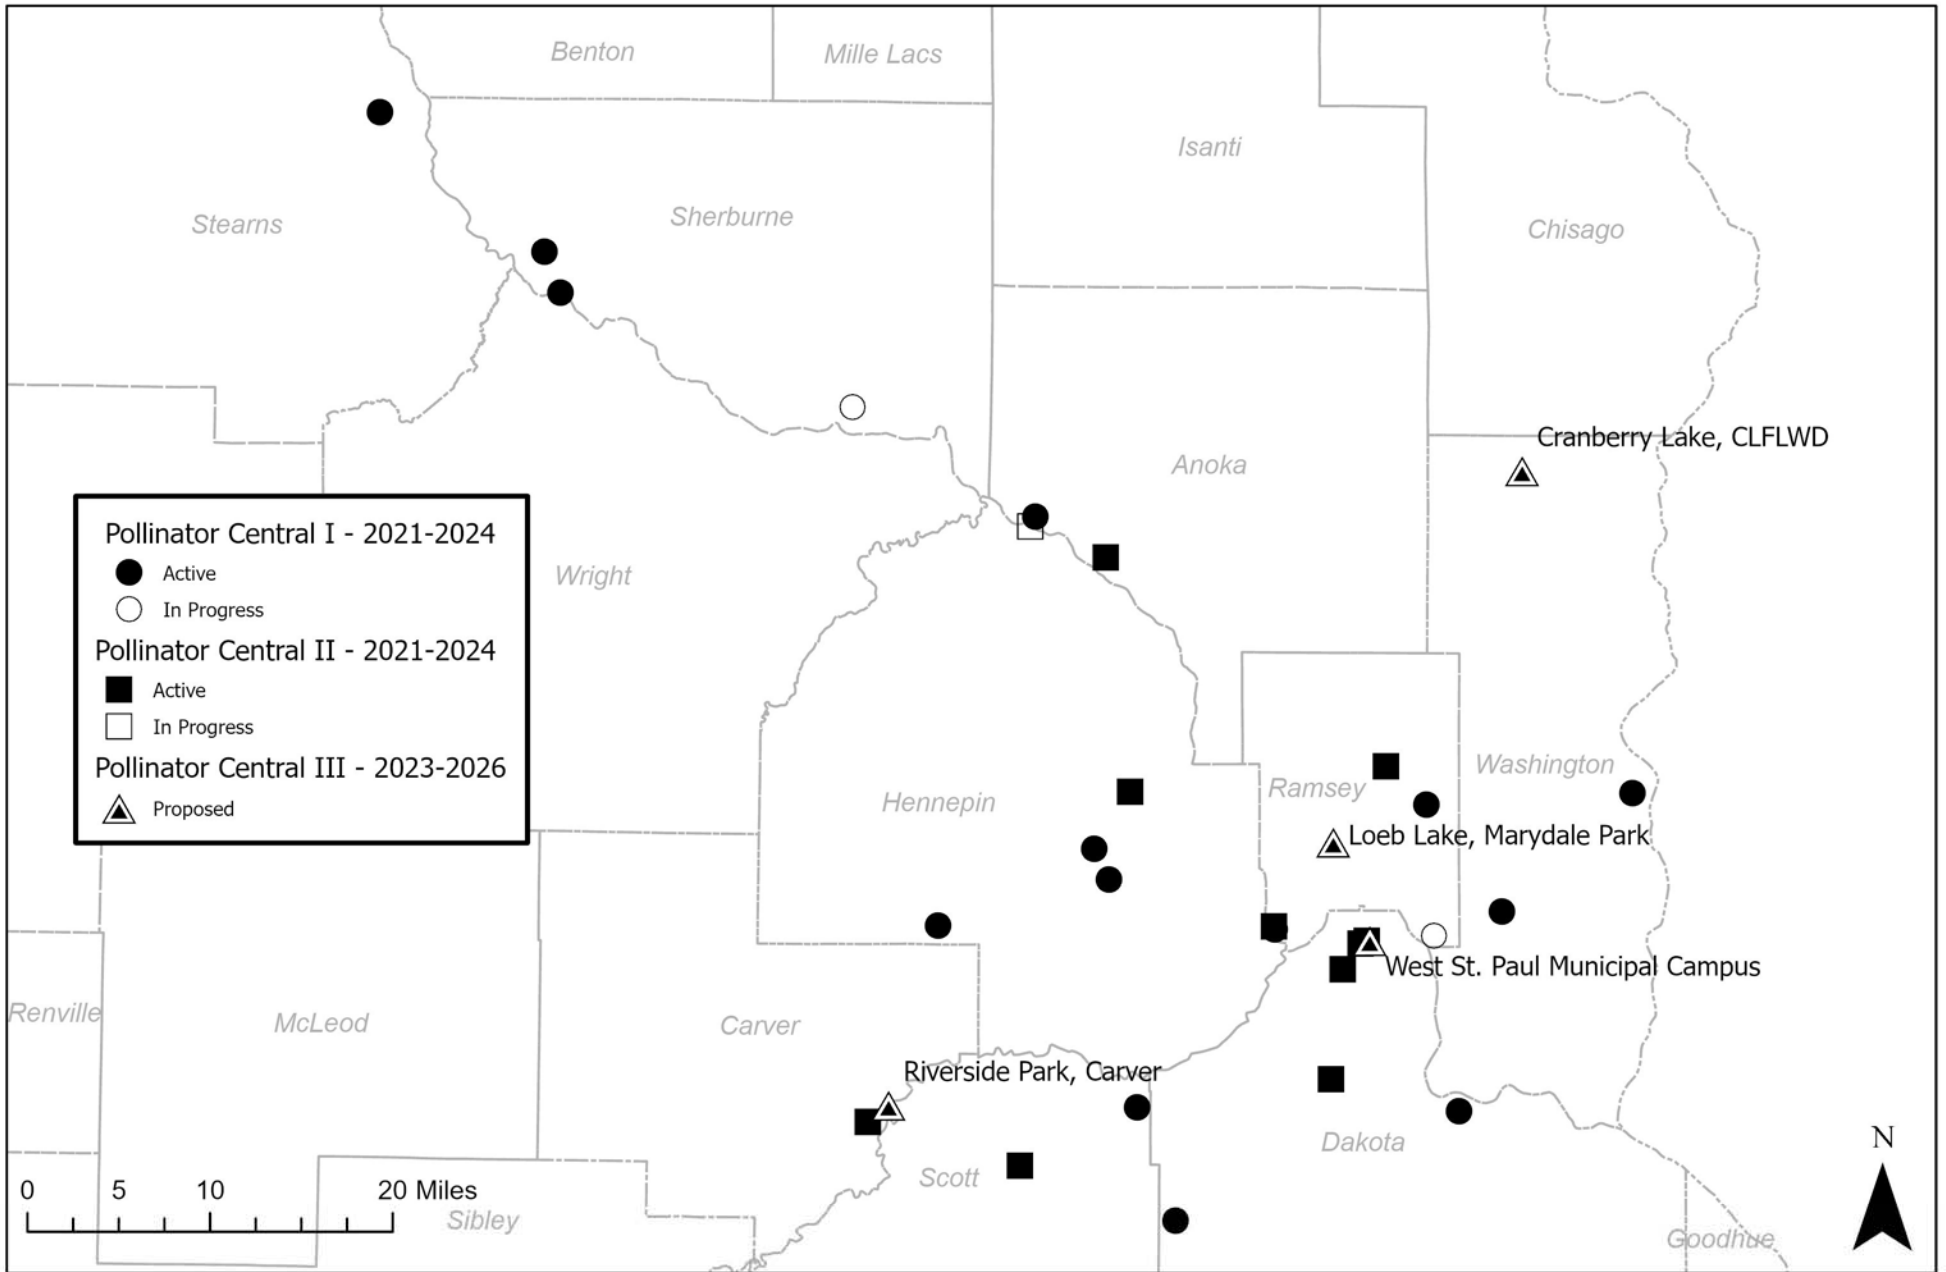 Benton
Mille Lacs
Isanti
Stearns
Sherburne
Chisago
Cranberry Lake, CLFLWD
Anoka
Pollinator Central I - 2021-2024
Active
In Progress
Pollinator Central II - 2021-2024
Active
In Progress
Pollinator Central III - 2023-2026
Proposed
Wright
Washington
Ramsey
Hennepin
Loeb Lake, Marydale Park
West St. Paul Municipal Campus
Renville
McLeod
Carver
Riverside Park, Carver
Dakota
N
Scott
0 5 10 20 Miles
Sibley
Goodhue